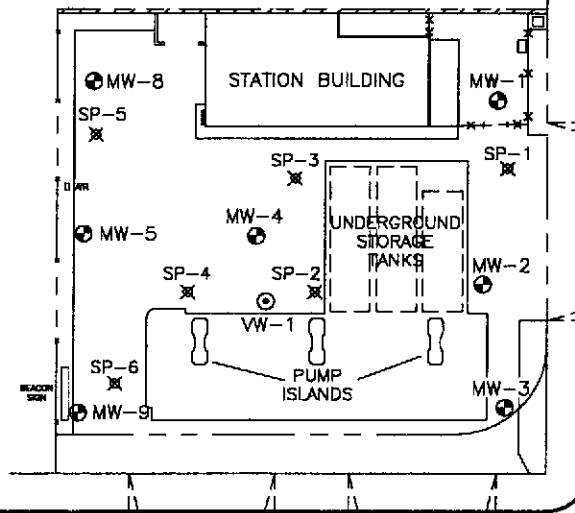 MW-8
STATION BUILDING
MW-1
SP-5
SP-3
SP-1
AIR
MW-4
UNDERGROUND
STORAGE
TANKS
MW-5
MW-2
SP-4
SP-2
VW-1
SP-6
PUMP
ISLANDS
BEACON
SIGN
MW-9
MW-3